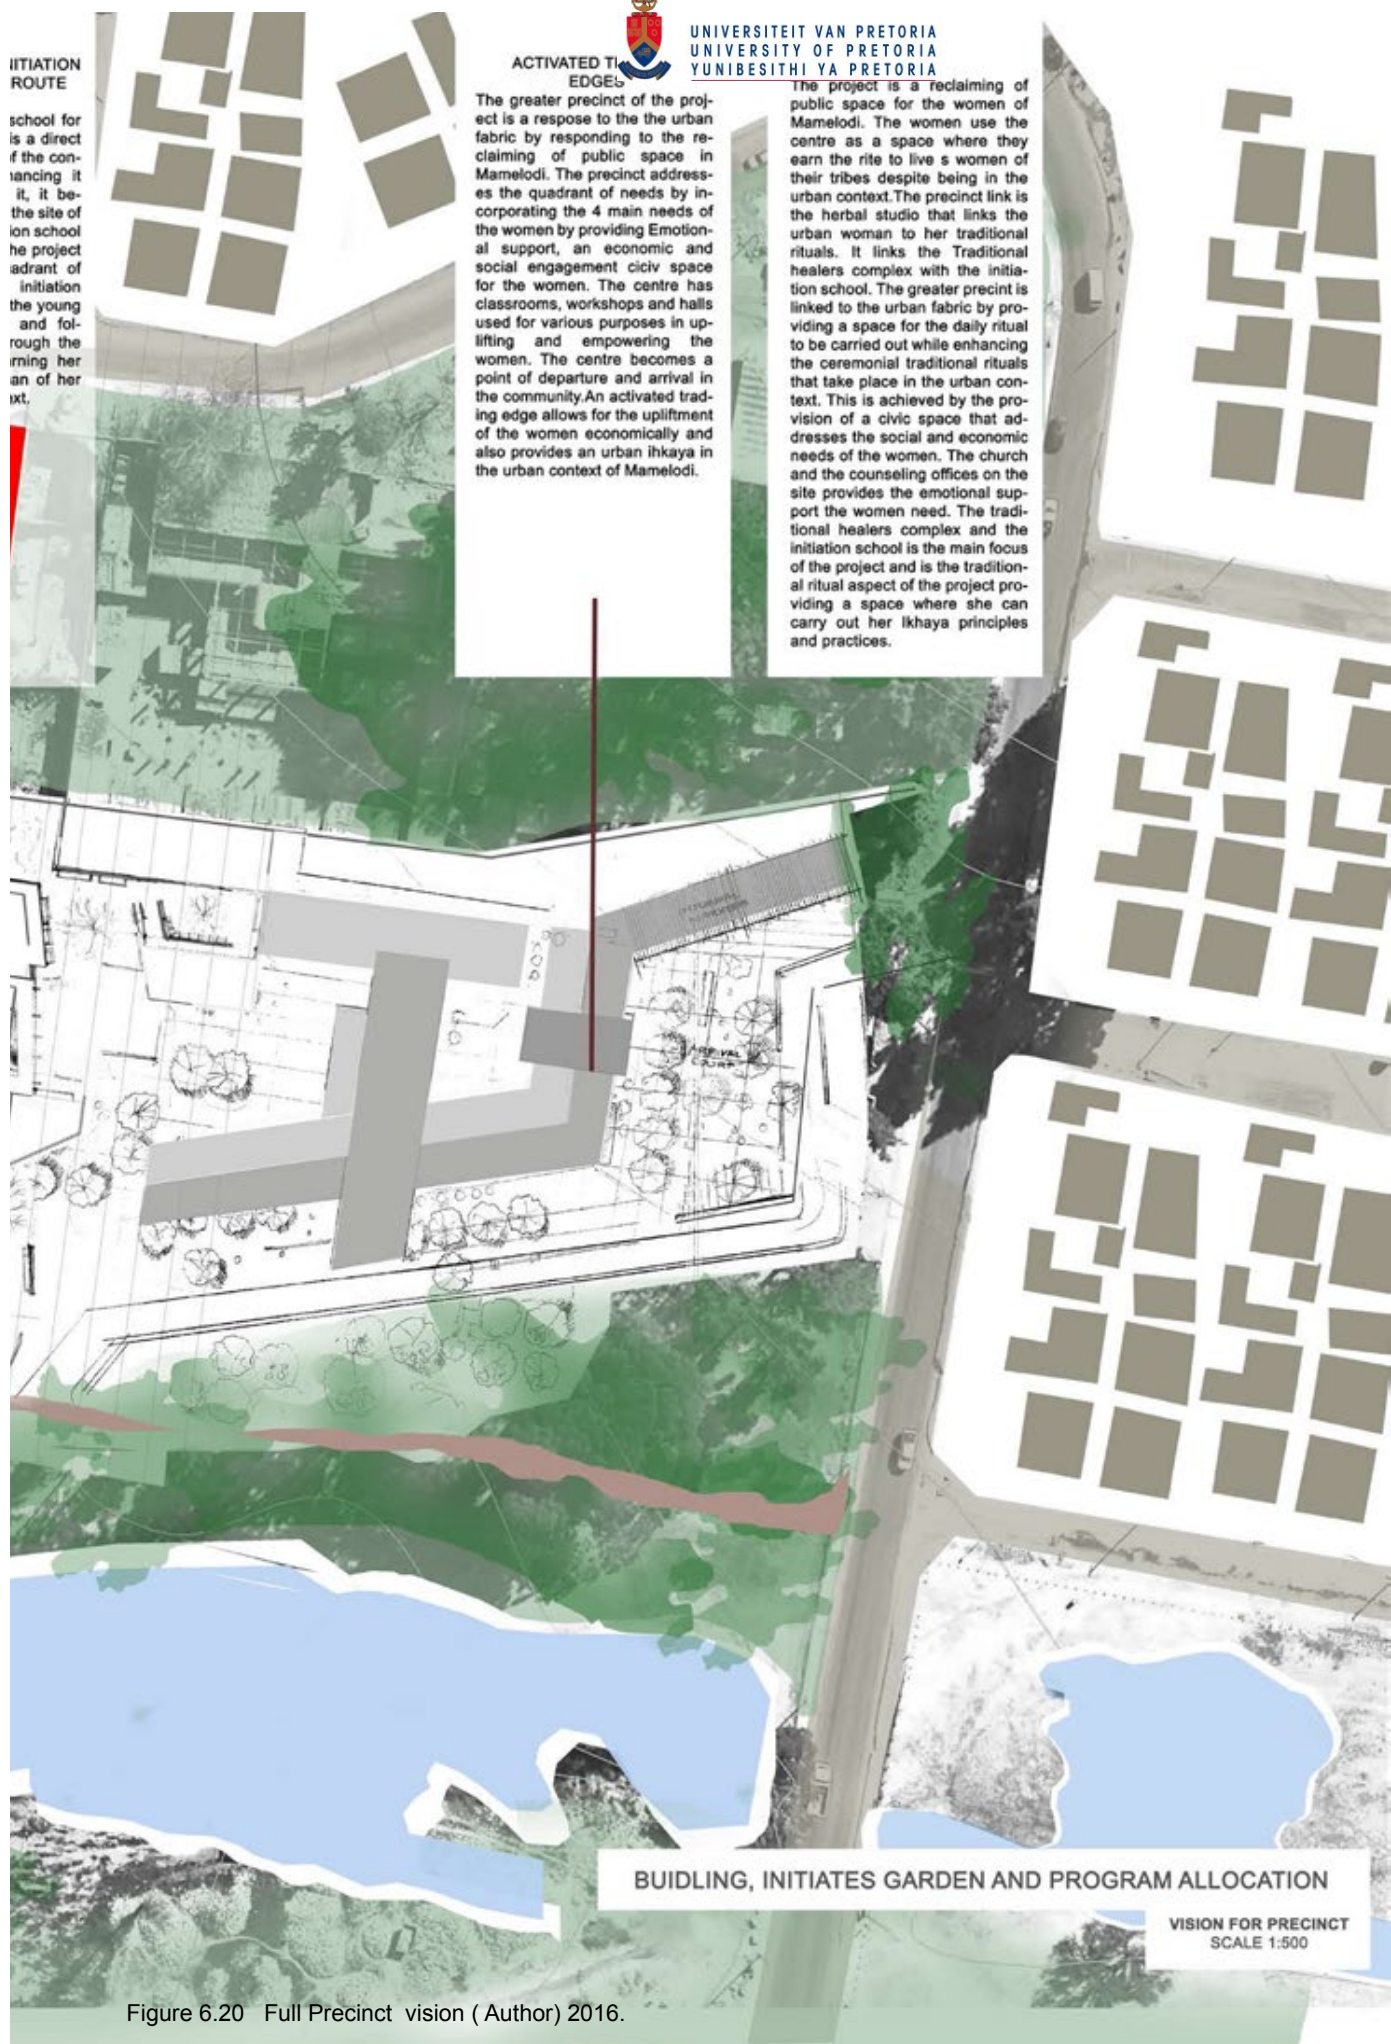 UNIVERSITEIT VAN PRETORIA
UNIVERSITY OF PRETORIA
YUNIBESITHI YA PRETORIA
ITIATION
ROUTE
school for
is a direct
f the con-
nancing it
it, it be-
the site of
ion school
he project
adrant of
initiation
the young
and fol-
rough the
rning her
an of her
xt.
ACTIVATED
EDGES
The greater precinct of the proj-
ect is a respose to the the urban
fabric by responding to the re-
claiming of public space in
Mamelodi. The precinct address-
es the quadrant of needs by in-
corporating the 4 main needs of
the women by providing Emotion-
al support, an economic and
social engagement ciciv space
for the women. The centre has
classrooms, workshops and halls
used for various purposes in up-
lifting and empowering the
women. The centre becomes a
point of departure and arrival in
the community.An activated trad-
ing edge allows for the upliftment
of the women economically and
also provides an urban ihkaya in
the urban context of Mamelodi.
The project is a reclaiming of
public space for the women of
Mamelodi. The women use the
centre as a space where they
earn the rite to live s women of
their tribes despite being in the
urban context.The precinct link is
the herbal studio that links the
urban woman to her traditional
rituals. It links the Traditional
healers complex with the initia-
tion school. The greater precint is
linked to the urban fabric by pro-
viding a space for the daily ritual
to be carried out while enhancing
the ceremonial traditional rituals
that take place in the urban con-
text. This is achieved by the pro-
vision of a civic space that ad-
dresses the social and economic
needs of the women. The church
and the counseling offices on the
site provides the emotional sup-
port the women need. The tradi-
tional healers complex and the
initiation school is the main focus
of the project and is the tradition-
al ritual aspect of the project pro-
viding a space where she can
carry out her Ikhaya principles
and practices.
ARRIVAL
COURT
BUIDLING, INITIATES GARDEN AND PROGRAM ALLOCATION
VISION FOR PRECINCT
SCALE 1:500
Figure 6.20 Full Precinct vision ( Author) 2016.